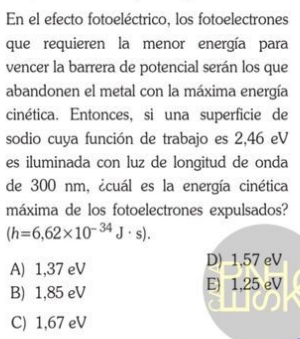 En el efecto fotoeléctrico, los fotoelectrones
que requieren la menor energía para
vencer la barrera de potencial serán los que
abandonen el metal con la máxima energía
cinética. Entonces, si una superficie de
sodio cuya función de trabajo es 2,46 eV
es iluminada con luz de longitud de onda
de 300 nm, ¿cuál es la energía cinética
máxima de los fotoelectrones expulsados?
(h=6,62×10⁻³⁴ J · s).
A) 1,37 eV
B) 1,85 eV
C) 1,67 eV
D) 1,57 eV
E) 1,25 eV